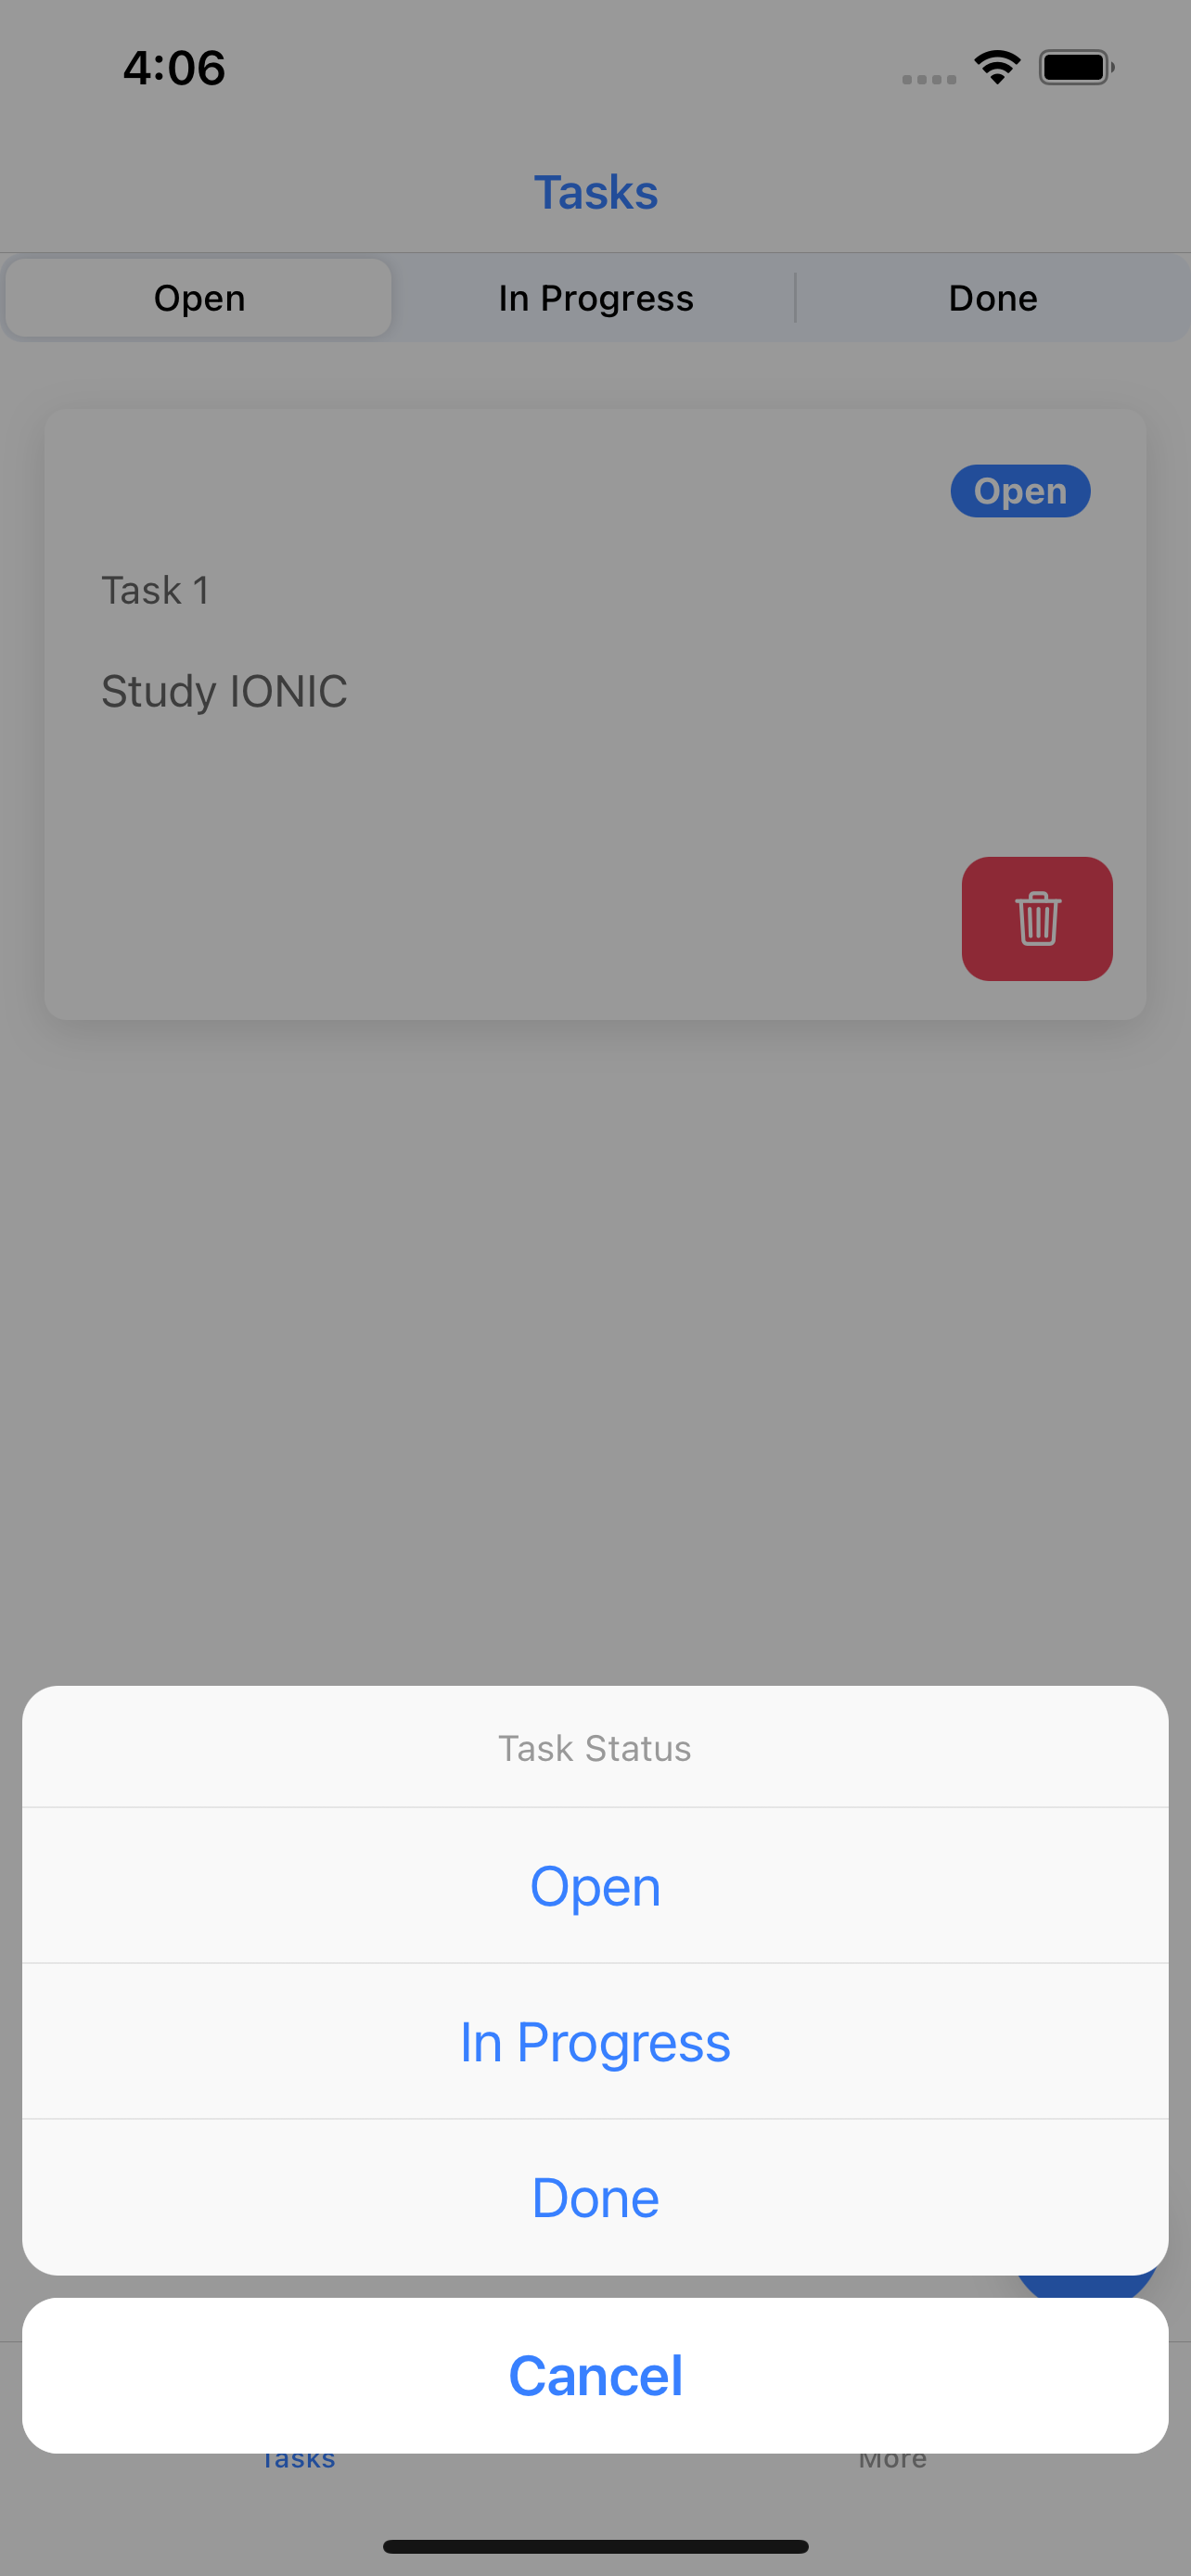 4:06
Tasks
Open In Progress Done
Open
Task 1
Study IONIC
Task Status
Open
In Progress
Done
Cancel
Tasks More